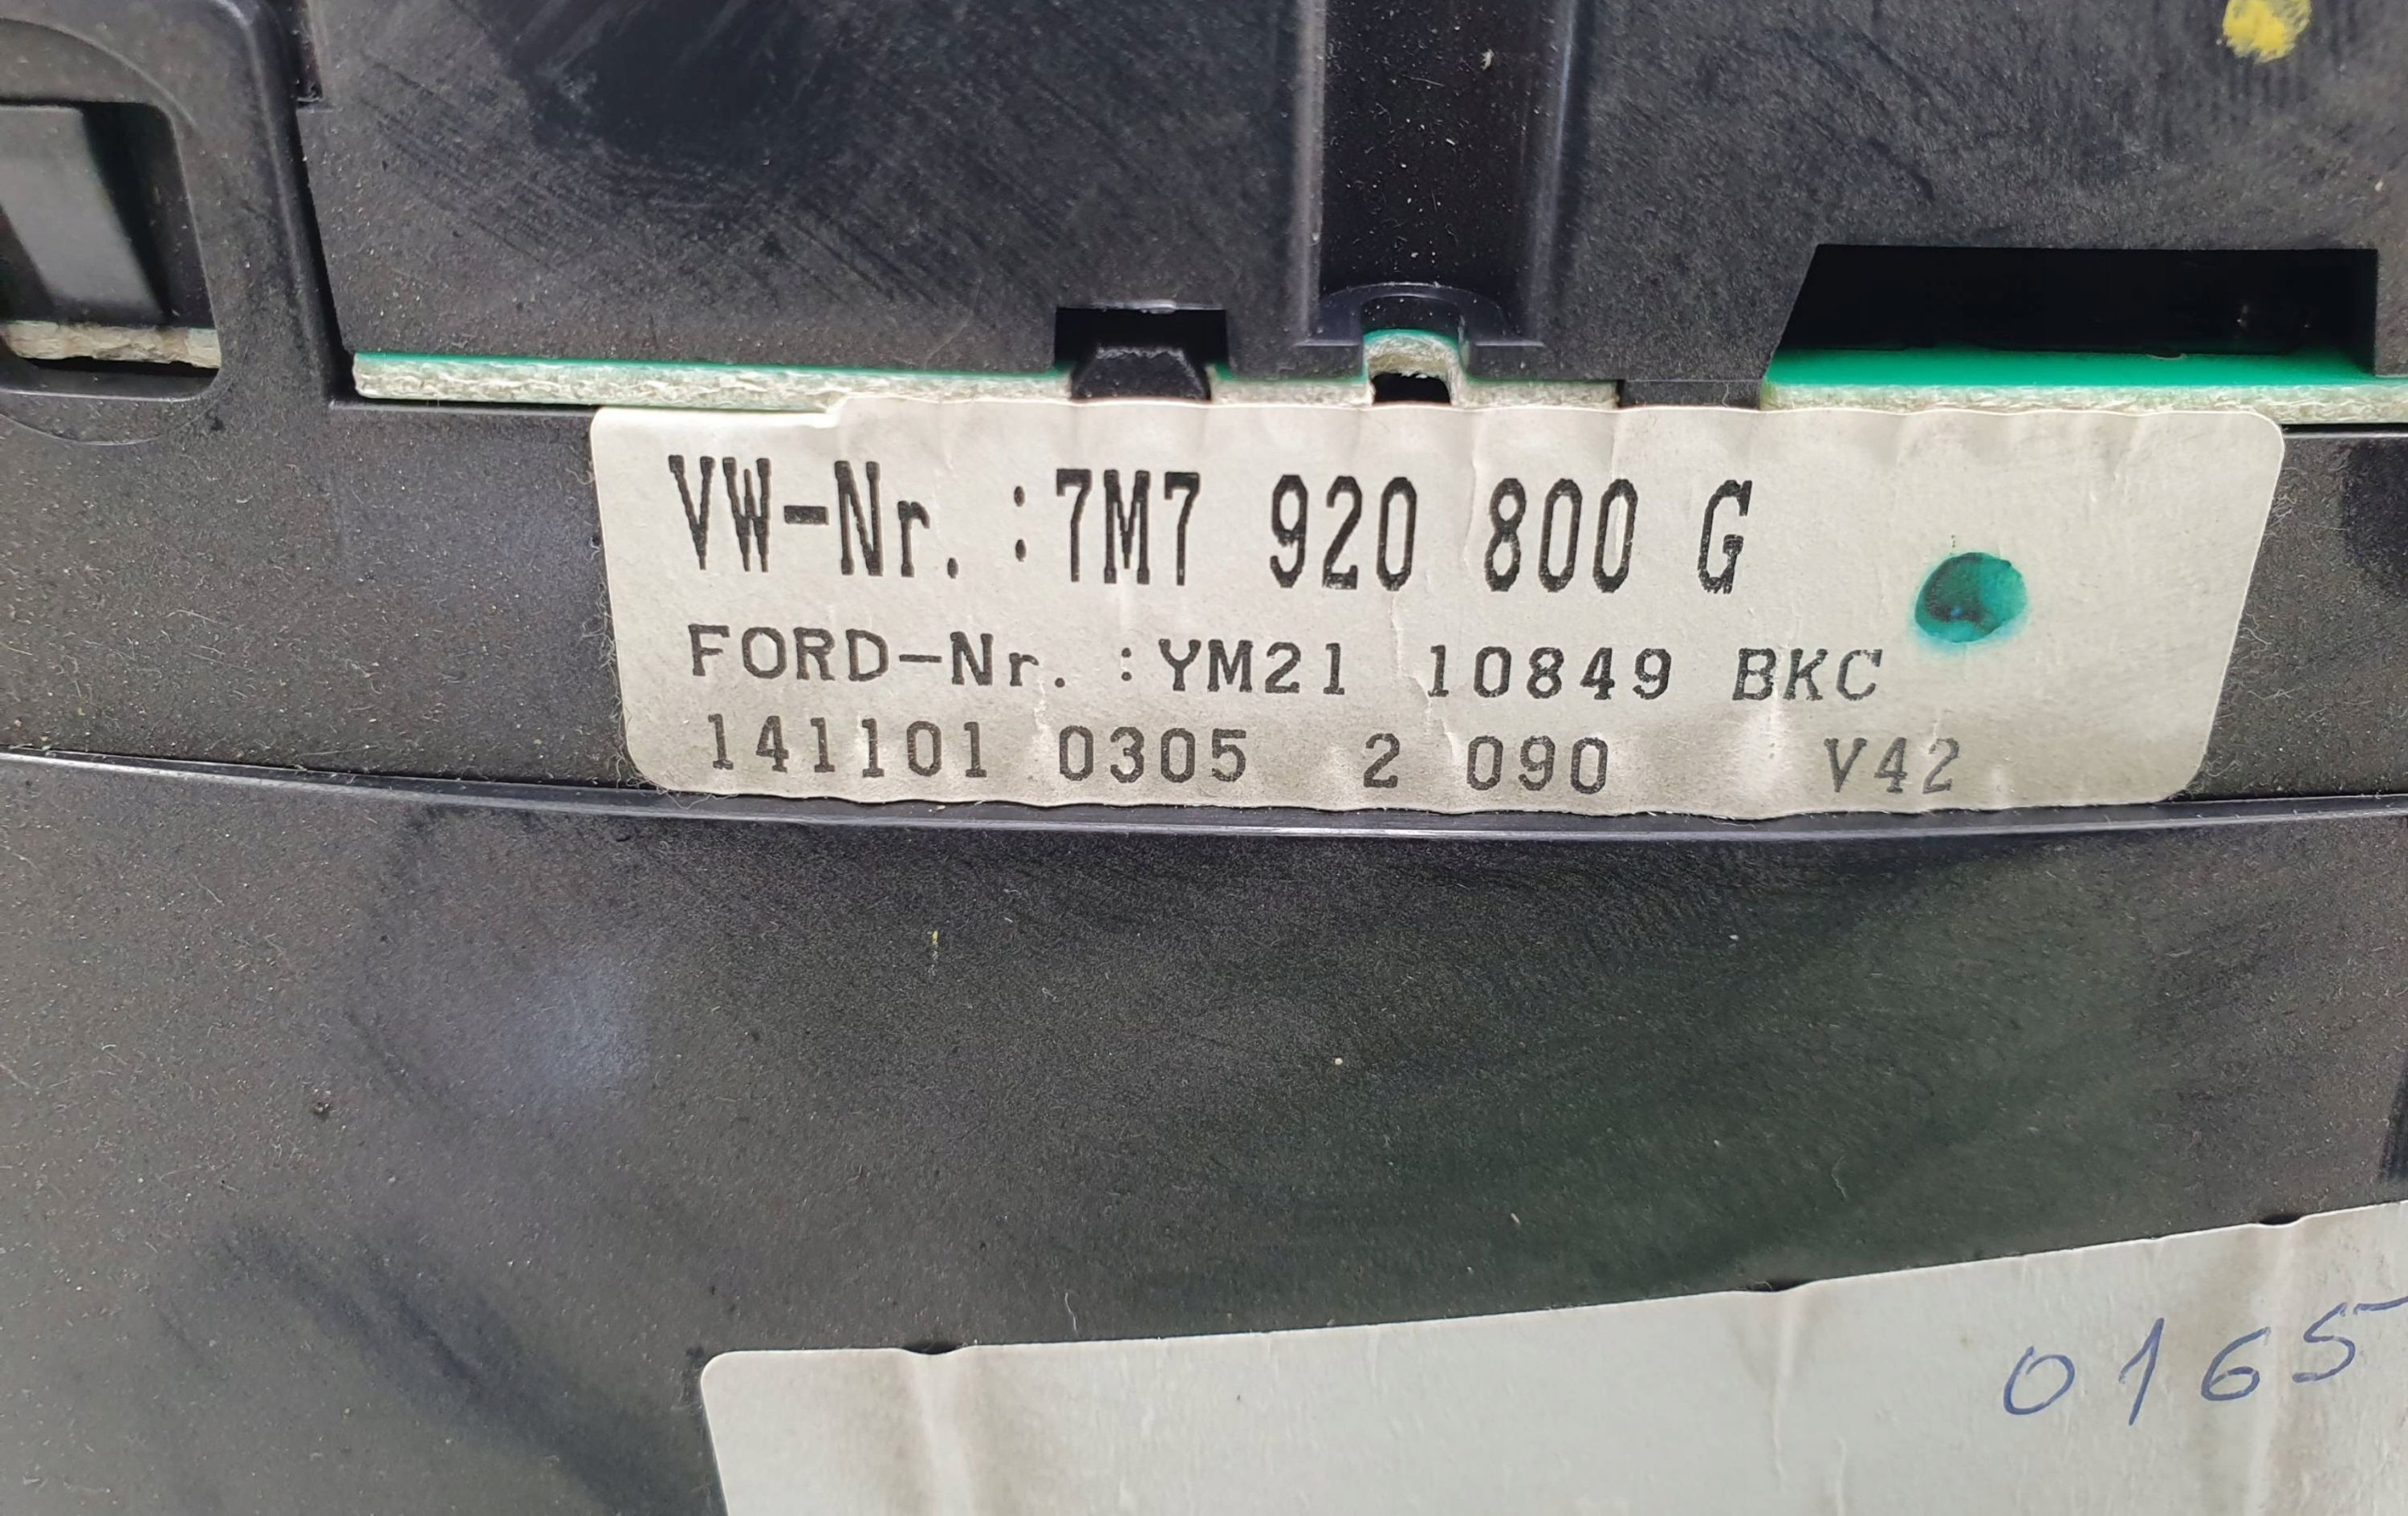 VW-Nr. :7M7 920 800 G
FORD-Nr. :YM21 10849 BKC
141101 0305 2 090 V42
0165